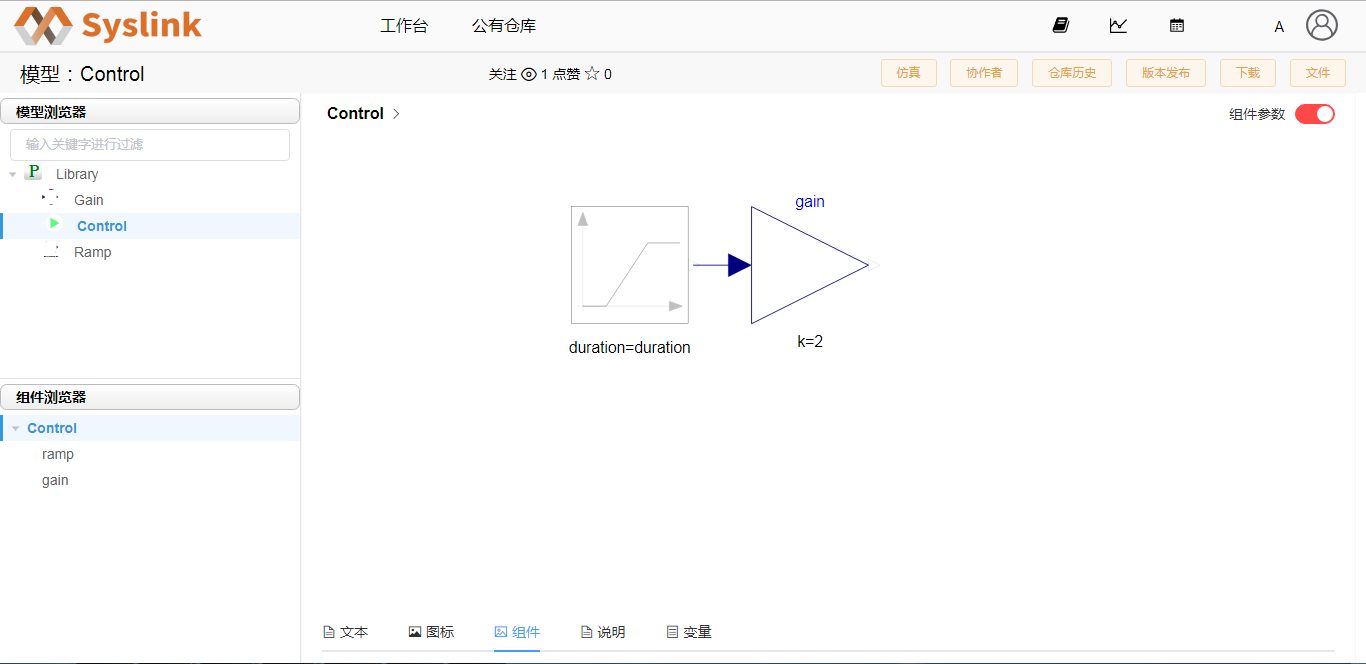 Syslink
工作台 公有仓库
A
模型：Control
关注 1 点赞 0
仿真 协作者 仓库历史 版本发布 下载 文件
模型浏览器
输入关键字进行过滤
P Library
Gain
Control
Ramp
组件浏览器
Control
ramp
gain
Control
组件参数
gain
duration=duration
k=2
文本 图标 组件 说明 变量